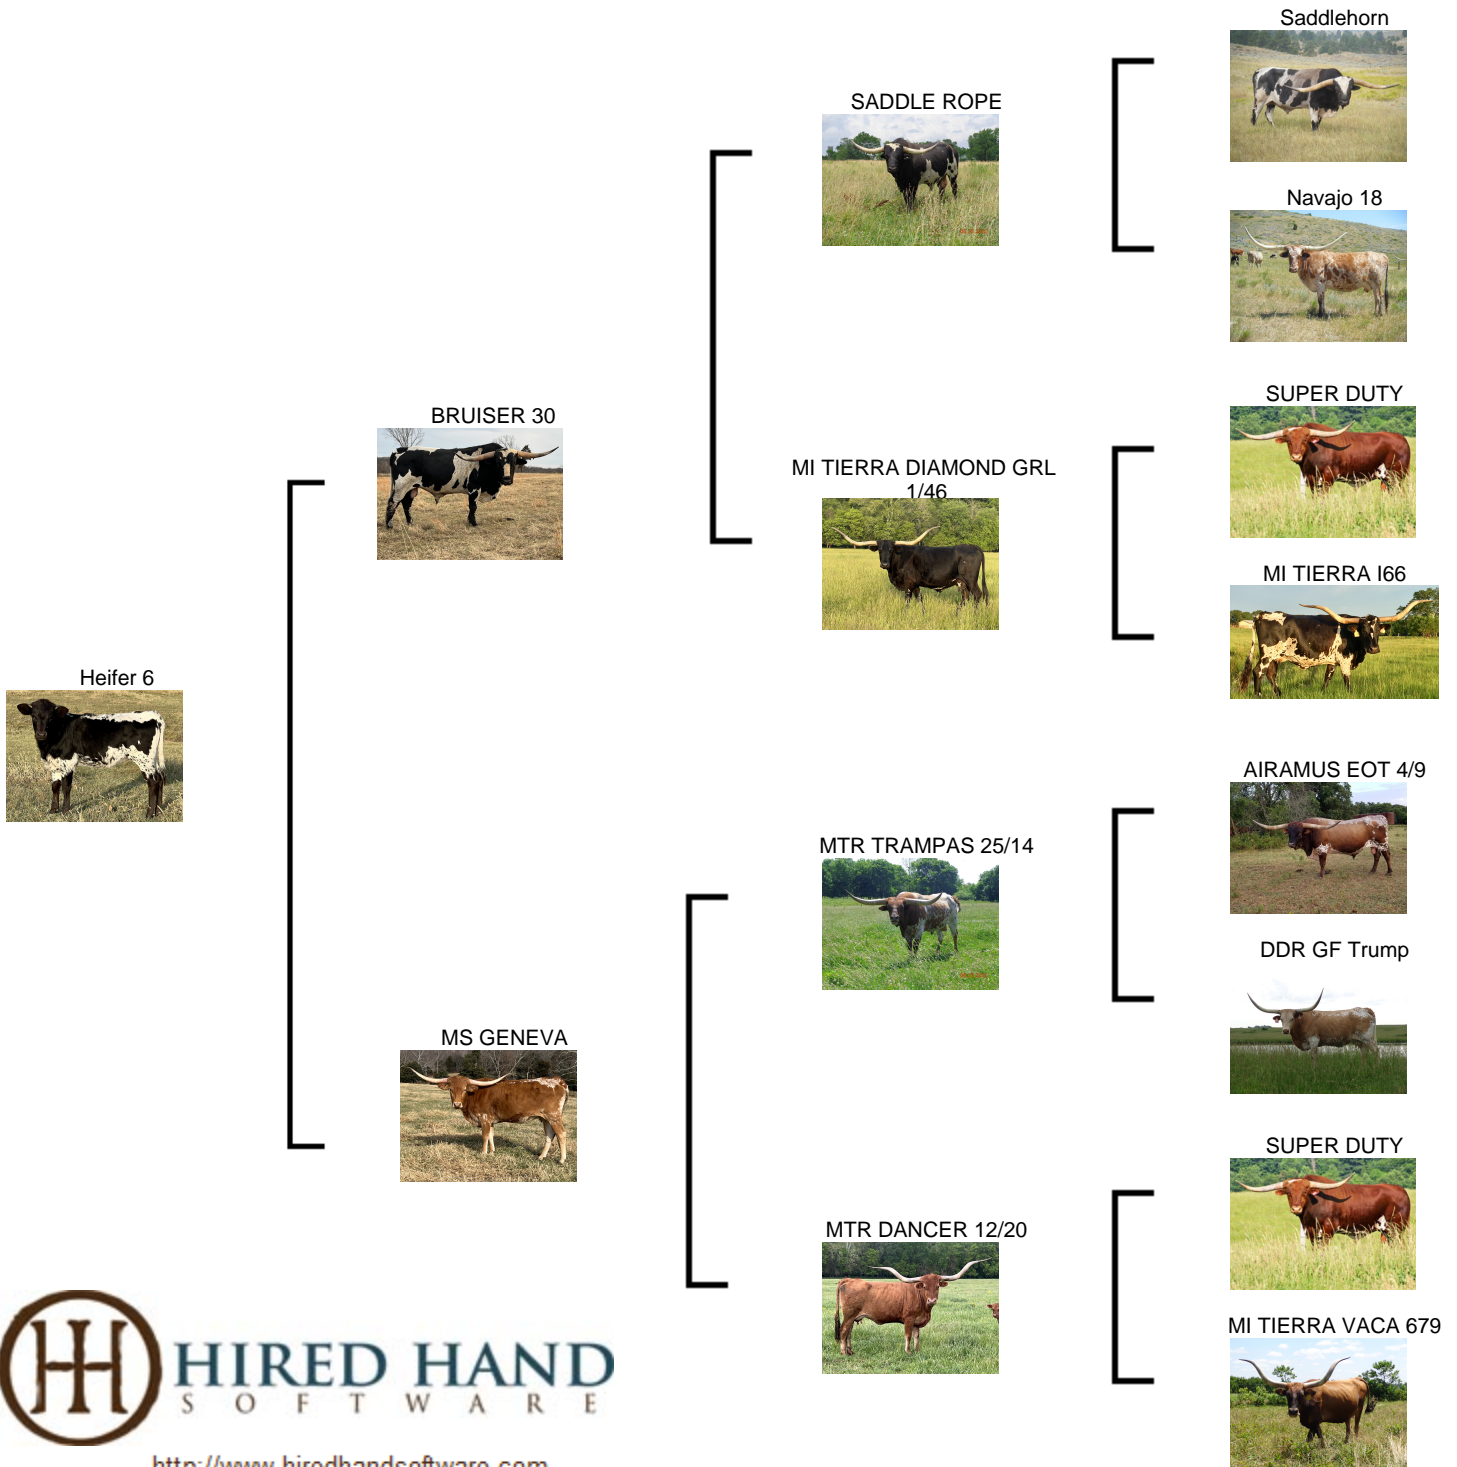 Saddlehorn
SADDLE ROPE
Navajo 18
BRUISER 30
SUPER DUTY
MI TIERRA DIAMOND GRL
1/46
MI TIERRA I66
Heifer 6
AIRAMUS EOT 4/9
MTR TRAMPAS 25/14
DDR GF Trump
MS GENEVA
SUPER DUTY
MTR DANCER 12/20
MI TIERRA VACA 679
HIRED HAND
SOFTWARE
http://www.hiredhandsoftware.com